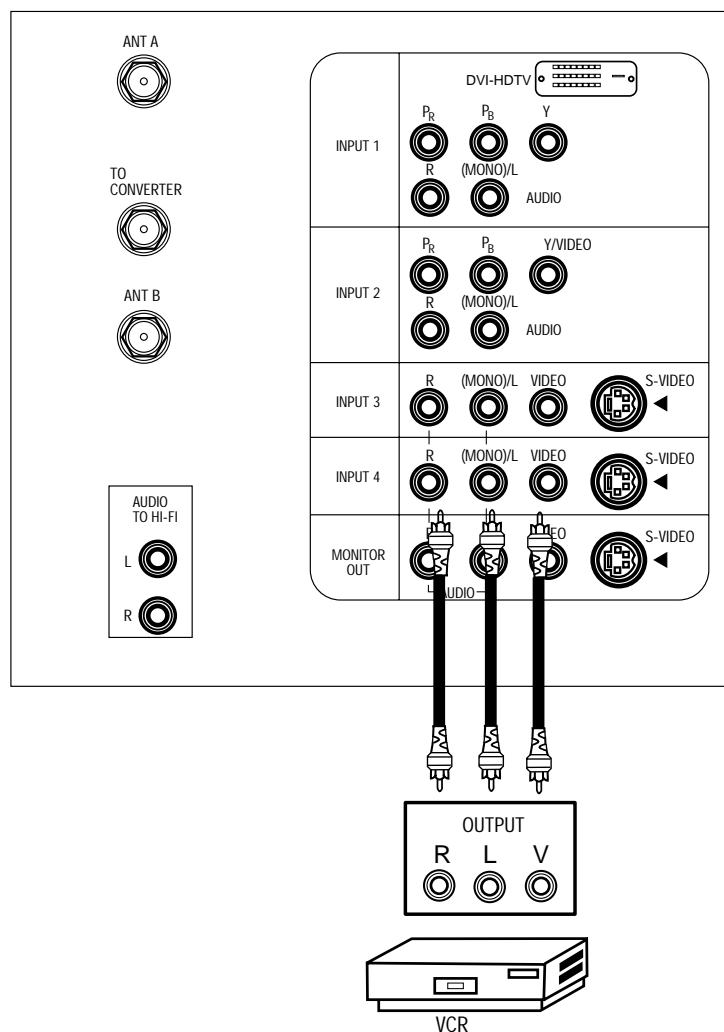 ANT A
TO
CONVERTER
ANT B
AUDIO
TO HI-FI
L
R
DVI-HDTV
INPUT 1
PR PB Y
R (MONO)/L AUDIO
INPUT 2
PR PB Y/VIDEO
R (MONO)/L AUDIO
INPUT 3
R (MONO)/L VIDEO S-VIDEO
INPUT 4
R (MONO)/L VIDEO S-VIDEO
MONITOR
OUT
S-VIDEO
AUDIO
OUTPUT
R L V
VCR